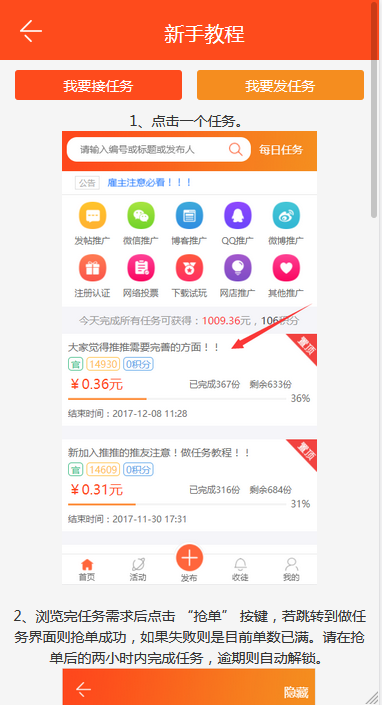 新手教程
我要接任务
我要发任务
1、点击一个任务。
请输入编号或标题或发布人
每日任务
公告 雇主注意必看！！！
发帖推广 微信推广 博客推广 QQ推广 微博推广
注册认证 网络投票 下载试玩 网店推广 其他推广
今天完成所有任务可获得：1009.36元，106积分
大家觉得推推需要完善的方面！！
置顶
官 14930 0积分
￥0.36元 已完成367份 剩余633份
36%
结束时间：2017-12-08 11:28
新加入推推的推友注意！做任务教程！！
置顶
官 14609 0积分
￥0.31元 已完成316份 剩余684份
31%
结束时间：2017-11-30 17:31
首页 活动 发布 收徒 我的
2、浏览完任务需求后点击 “抢单” 按键，若跳转到做任
务界面则抢单成功，如果失败则是目前单数已满。请在抢
单后的两小时内完成任务，逾期则自动解锁。
隐藏